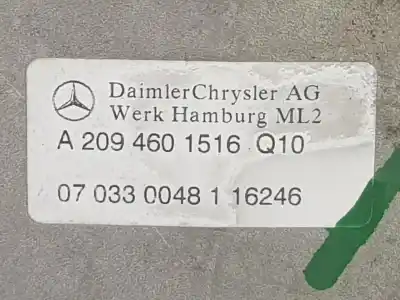 DaimlerChrysler AG
Werk Hamburg ML2
A 209 460 1516 Q10
07 033 0048 1 16246